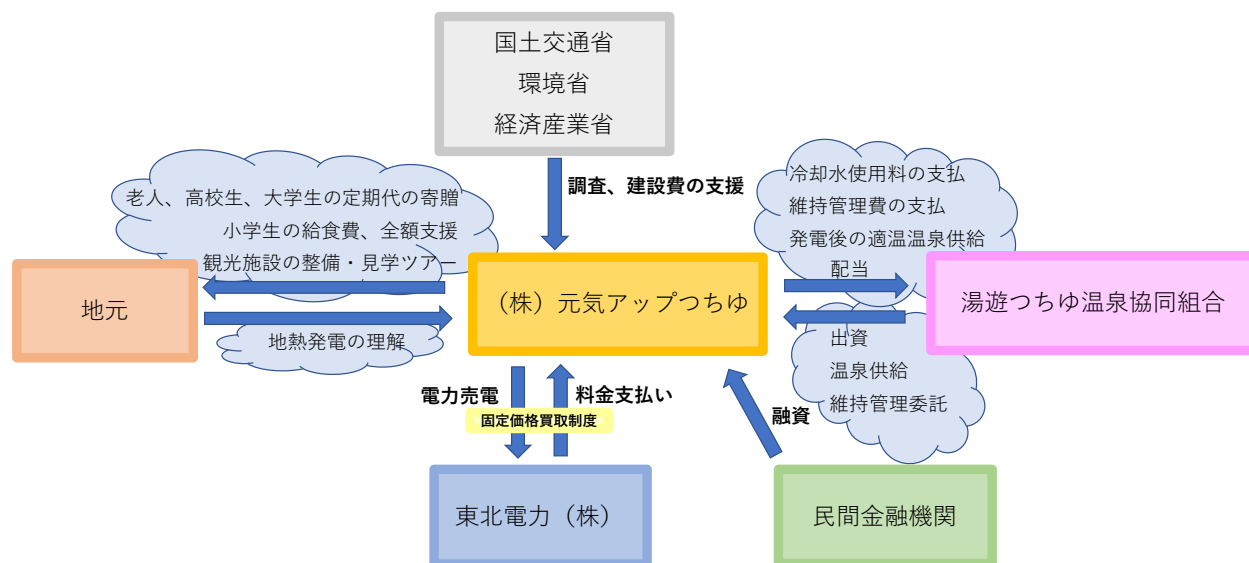 国土交通省
環境省
経済産業省
調査、建設費の支援
老人、高校生、大学生の定期代の寄贈
小学生の給食費、全額支援
観光施設の整備・見学ツアー
冷却水使用料の支払
維持管理費の支払
発電後の適温温泉供給
配当
地元
（株）元気アップつちゆ
湯遊つちゆ温泉協同組合
地熱発電の理解
出資
温泉供給
維持管理委託
電力売電
料金支払い
固定価格買取制度
融資
東北電力（株）
民間金融機関